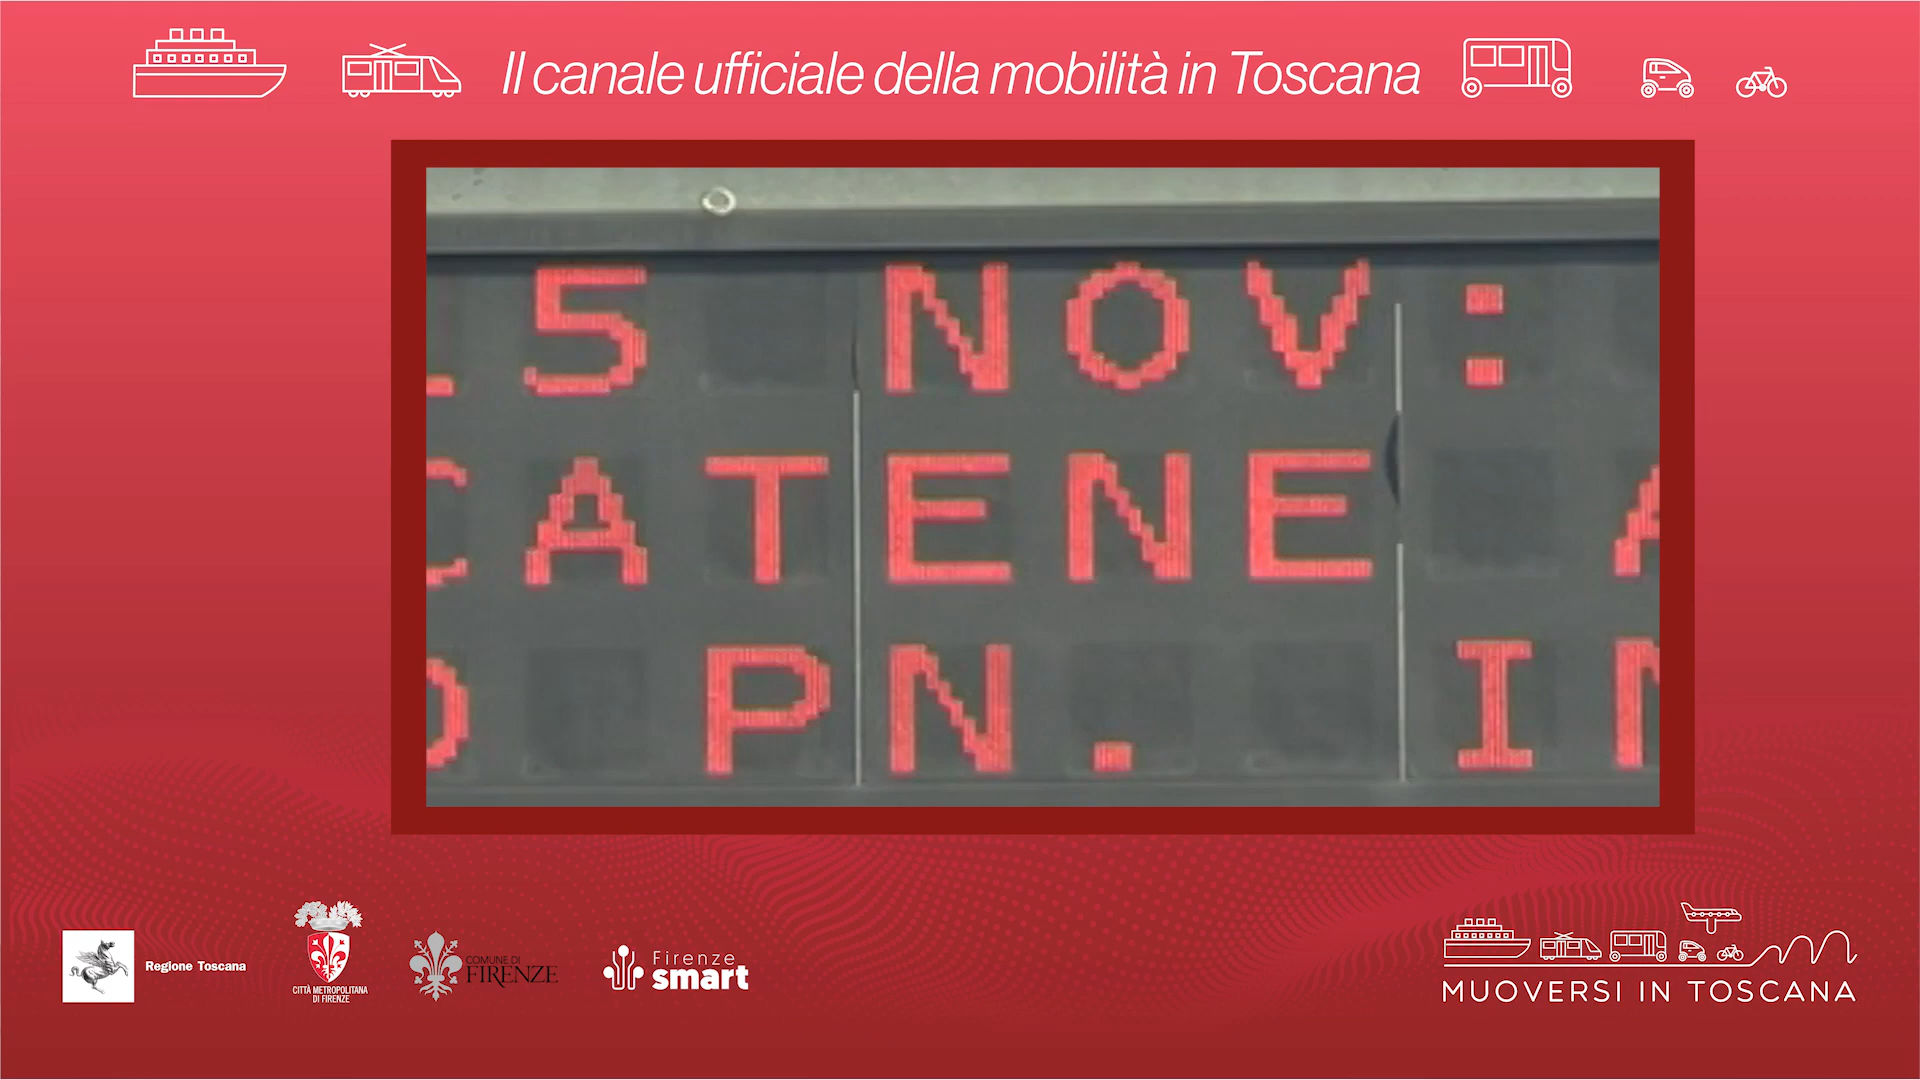 Il canale ufficiale della mobilità in Toscana
5 NOV:
CATENE
PN.
Regione Toscana
CITTÀ METROPOLITANA
DI FIRENZE
COMUNE DI
FIRENZE
Firenze
smart
MUOVERSI IN TOSCANA